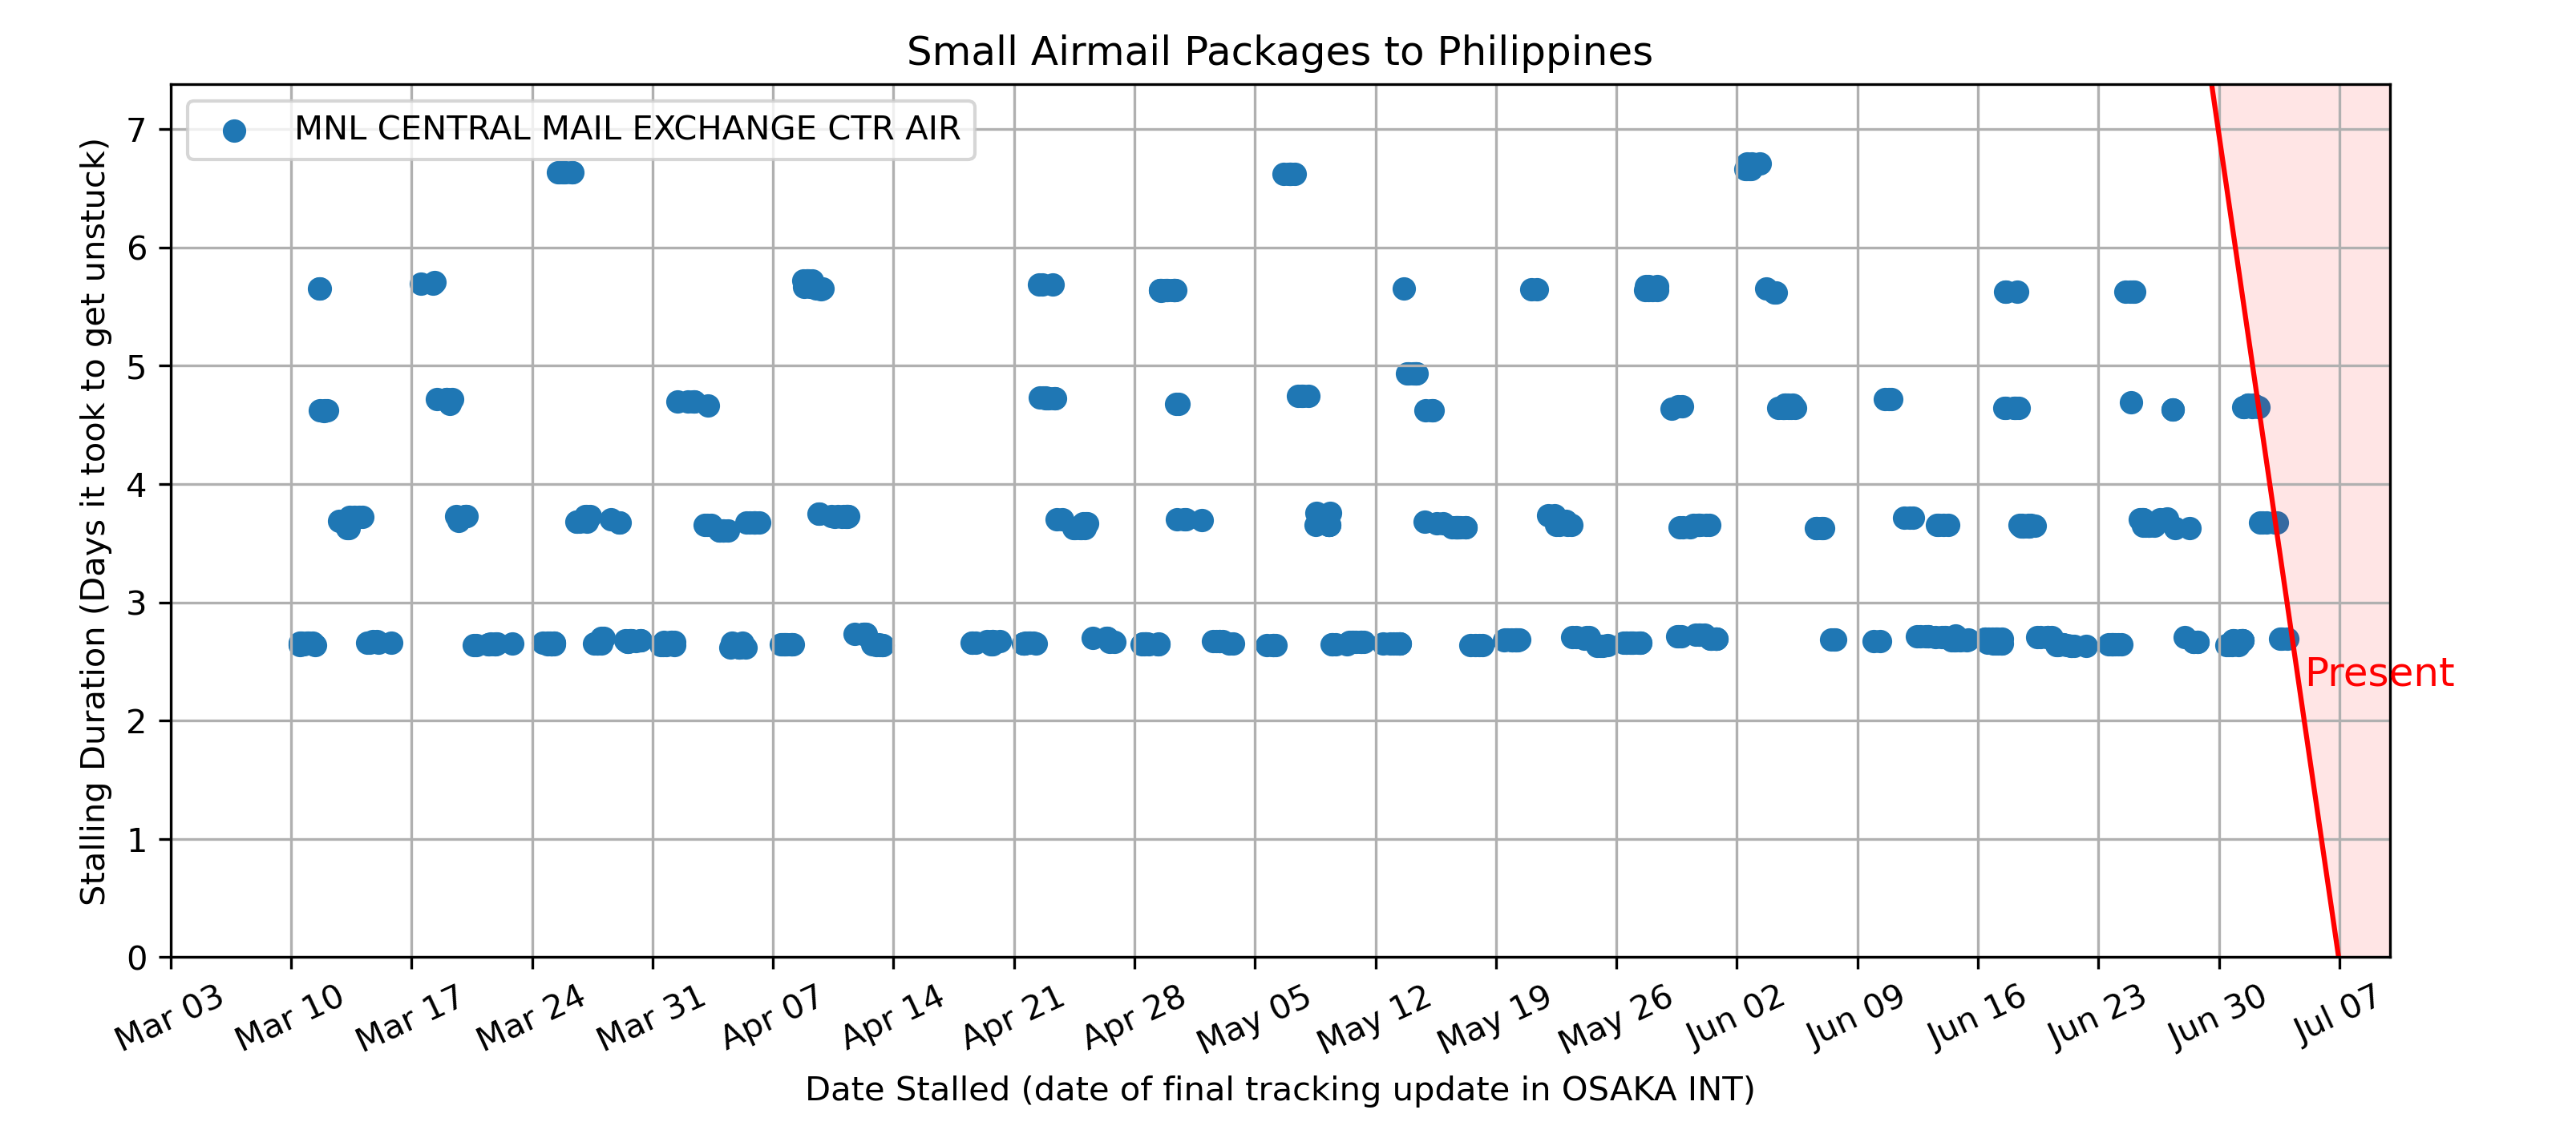 Small Airmail Packages to Philippines
MNL CENTRAL MAIL EXCHANGE CTR AIR
Stalling Duration (Days it took to get unstuck)
7
6
5
4
3
2
1
0
Present
Mar 03
Mar 10
Mar 17
Mar 24
Mar 31
Apr 07
Apr 14
Apr 21
Apr 28
May 05
May 12
May 19
May 26
Jun 02
Jun 09
Jun 16
Jun 23
Jun 30
Jul 07
Date Stalled (date of final tracking update in OSAKA INT)